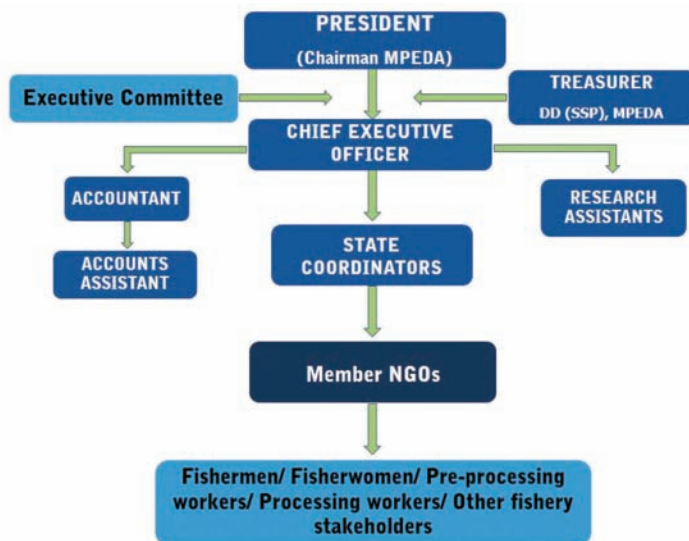 PRESIDENT
(Chairman MPEDA)
Executive Committee
TREASURER
DD (SSP), MPEDA
CHIEF EXECUTIVE
OFFICER
ACCOUNTANT
RESEARCH
ASSISTANTS
ACCOUNTS
ASSISTANT
STATE
COORDINATORS
Member NGOs
Fishermen/ Fisherwomen/ Pre-processing
workers/ Processing workers/ Other fishery
stakeholders